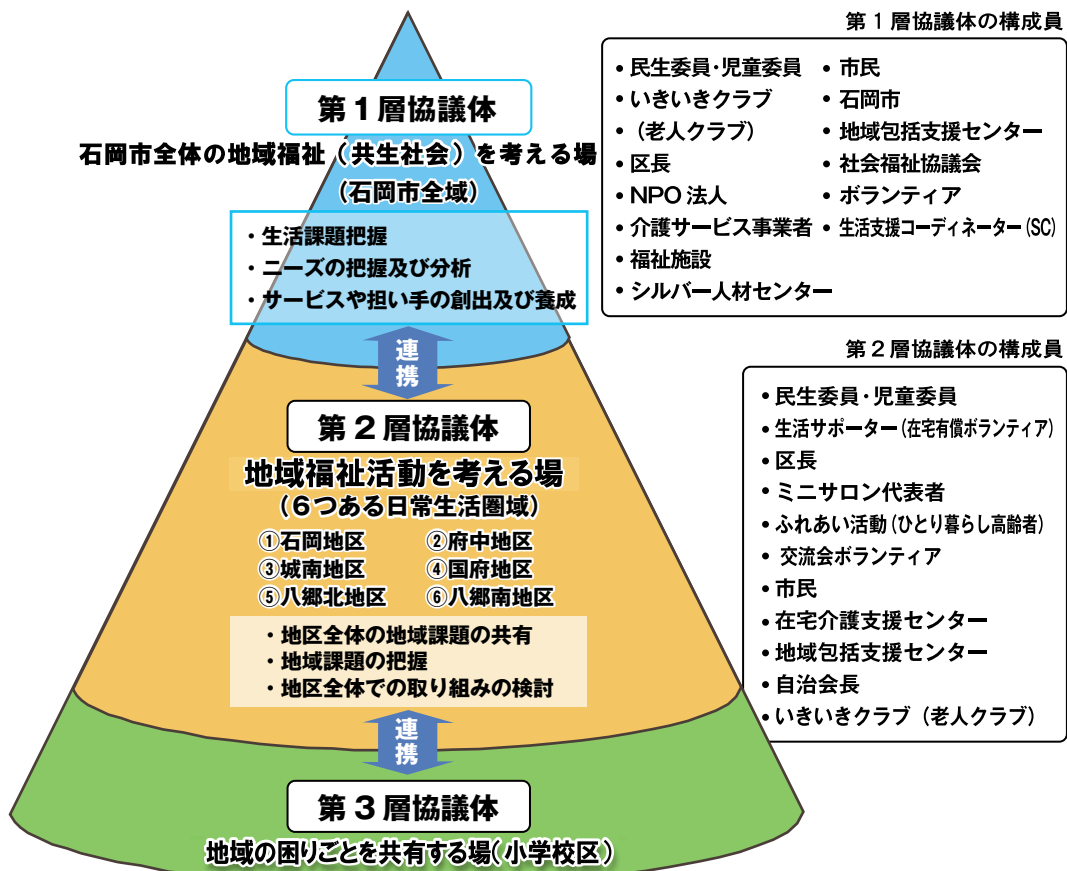 第1層協議体
石岡市全体の地域福祉（共生社会）を考える場
（石岡市全域）
・生活課題把握
・ニーズの把握及び分析
・サービスや担い手の創出及び養成
連携
第2層協議体
地域福祉活動を考える場
（6つある日常生活圏域）
①石岡地区 ②府中地区
③城南地区 ④国府地区
⑤八郷北地区 ⑥八郷南地区
・地区全体の地域課題の共有
・地域課題の把握
・地区全体での取り組みの検討
連携
第3層協議体
地域の困りごとを共有する場（小学校区）
第1層協議体の構成員
• 民生委員・児童委員
• いきいきクラブ
• （老人クラブ）
• 区長
• NPO法人
• 介護サービス事業者
• 福祉施設
• シルバー人材センター
• 市民
• 石岡市
• 地域包括支援センター
• 社会福祉協議会
• ボランティア
• 生活支援コーディネーター(SC)
第2層協議体の構成員
• 民生委員・児童委員
• 生活サポーター(在宅有償ボランティア)
• 区長
• ミニサロン代表者
• ふれあい活動(ひとり暮らし高齢者)
• 交流会ボランティア
• 市民
• 在宅介護支援センター
• 地域包括支援センター
• 自治会長
• いきいきクラブ（老人クラブ）